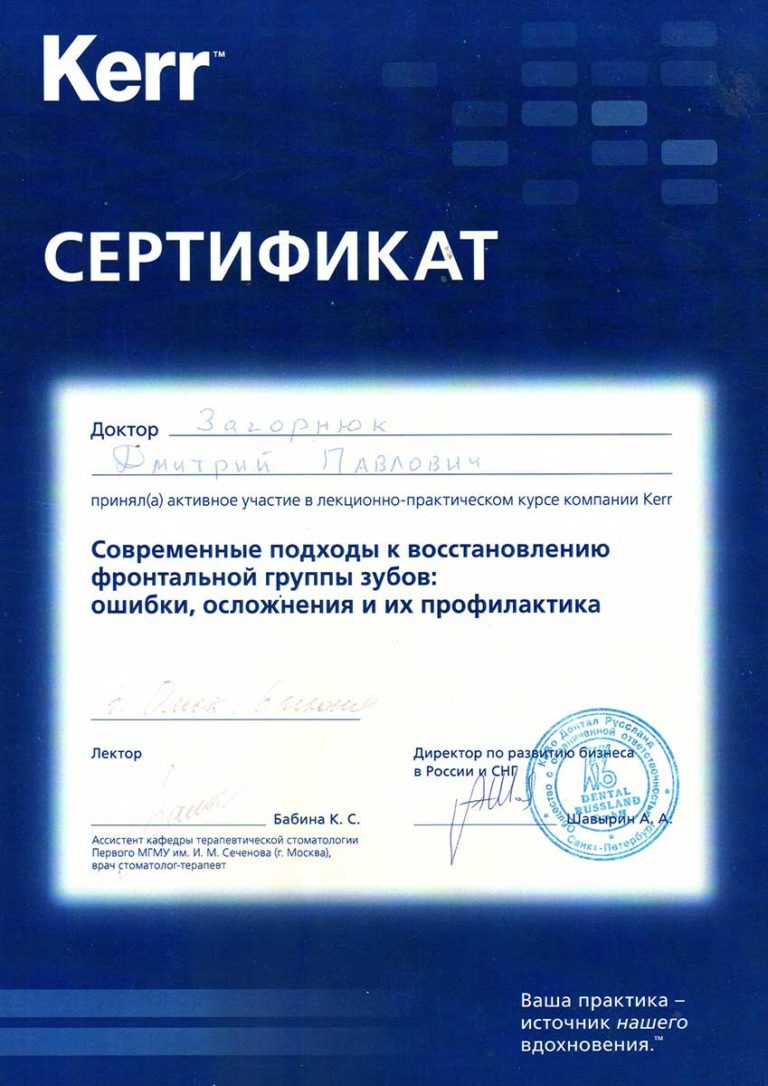 Kerr™
СЕРТИФИКАТ
Доктор Загорнюк
Дмитрий Павлович
принял(а) активное участие в лекционно-практическом курсе компании Kerr
Современные подходы к восстановлению
фронтальной группы зубов:
ошибки, осложнения и их профилактика
г. Омск. 6 июня
Лектор
Директор по развитию бизнеса
в России и СНГ
Бабина К. С.
Шавырин А. А.
Ассистент кафедры терапевтической стоматологии
Первого МГМУ им. И. М. Сеченова (г. Москва),
врач стоматолог-терапевт
Общество с ограниченной ответственностью
Дентал Руссланд
DENTAL
RUSSLAND
Санкт-Петербург
Ваша практика –
источник нашего
вдохновения.™